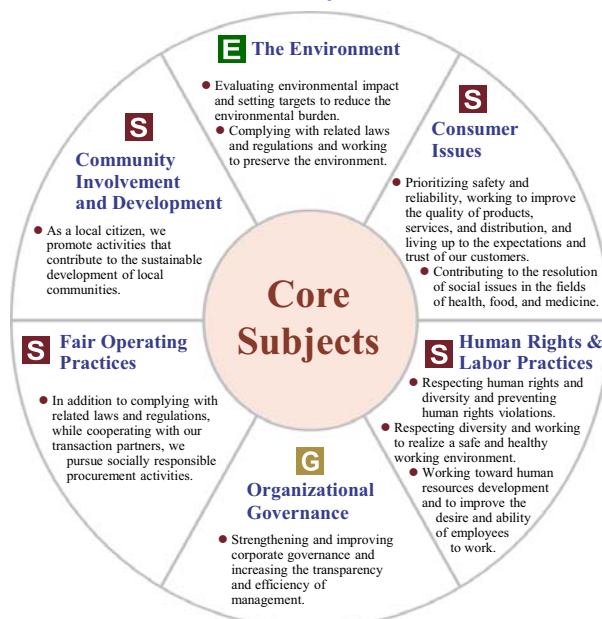 E The Environment
● Evaluating environmental impact
and setting targets to reduce the
environmental burden.
● Complying with related laws
and regulations and working
to preserve the environment.
S
Consumer
Issues
● Prioritizing safety and
reliability, working to improve
the quality of products,
services, and distribution, and
living up to the expectations and
trust of our customers.
● Contributing to the resolution
of social issues in the fields
of health, food, and medicine.
S Human Rights &
Labor Practices
● Respecting human rights and
diversity and preventing
human rights violations.
● Respecting diversity and working
to realize a safe and healthy
working environment.
● Working toward human
resources development
and to improve the
desire and ability
of employees
to work.
G
Organizational
Governance
● Strengthening and improving
corporate governance and
increasing the transparency
and efficiency of
management.
S Fair Operating
Practices
● In addition to complying with
related laws and regulations,
while cooperating with our
transaction partners, we
pursue socially responsible
procurement activities.
S
Community
Involvement
and Development
● As a local citizen, we
promote activities that
contribute to the sustainable
development of local
communities.
Core
Subjects